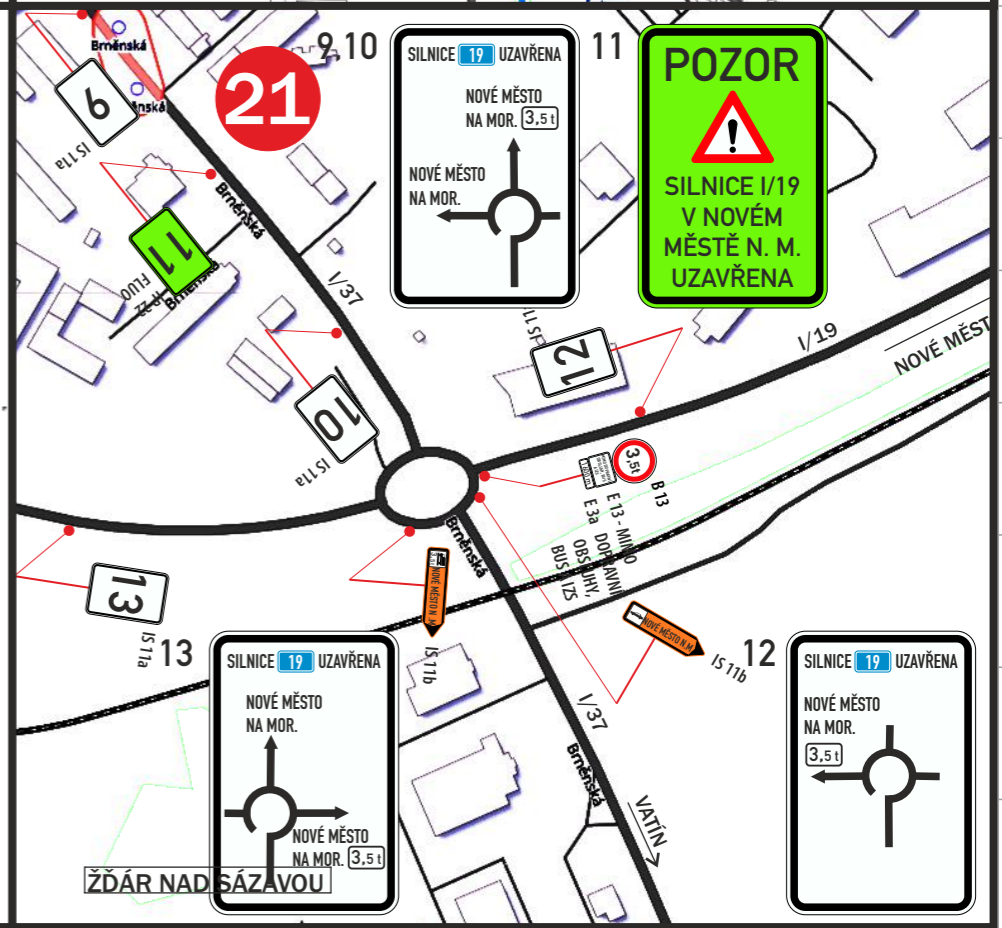 Brněnská
nská
9
IS 11a
21
9,10
SILNICE 19 UZAVŘENA
NOVÉ MĚSTO
NA MOR. 3,5 t
NOVÉ MĚSTO
NA MOR.
11
POZOR
!
SILNICE I/19
V NOVÉM
MĚSTĚ N. M.
UZAVŘENA
Brněnská
11
FLUO
Brněnská
I/37
10
IS 11a
12
I/19
NOVÉ MĚST
3,5t
B 13
E 13 - MIMO
DOPRAVNÍ
OBSLUHY,
BUS A IZS
E 3a
Brněnská
NOVÉ MĚSTO N.M.
IS 11b
NOVÉ MĚSTO N.M.
IS 11b
13
IS 11a
13
SILNICE 19 UZAVŘENA
NOVÉ MĚSTO
NA MOR.
NOVÉ MĚSTO
NA MOR. 3,5 t
ŽĎÁR NAD SÁZAVOU
I/37
Brněnská
VATÍN
12
SILNICE 19 UZAVŘENA
NOVÉ MĚSTO
NA MOR.
3,5 t